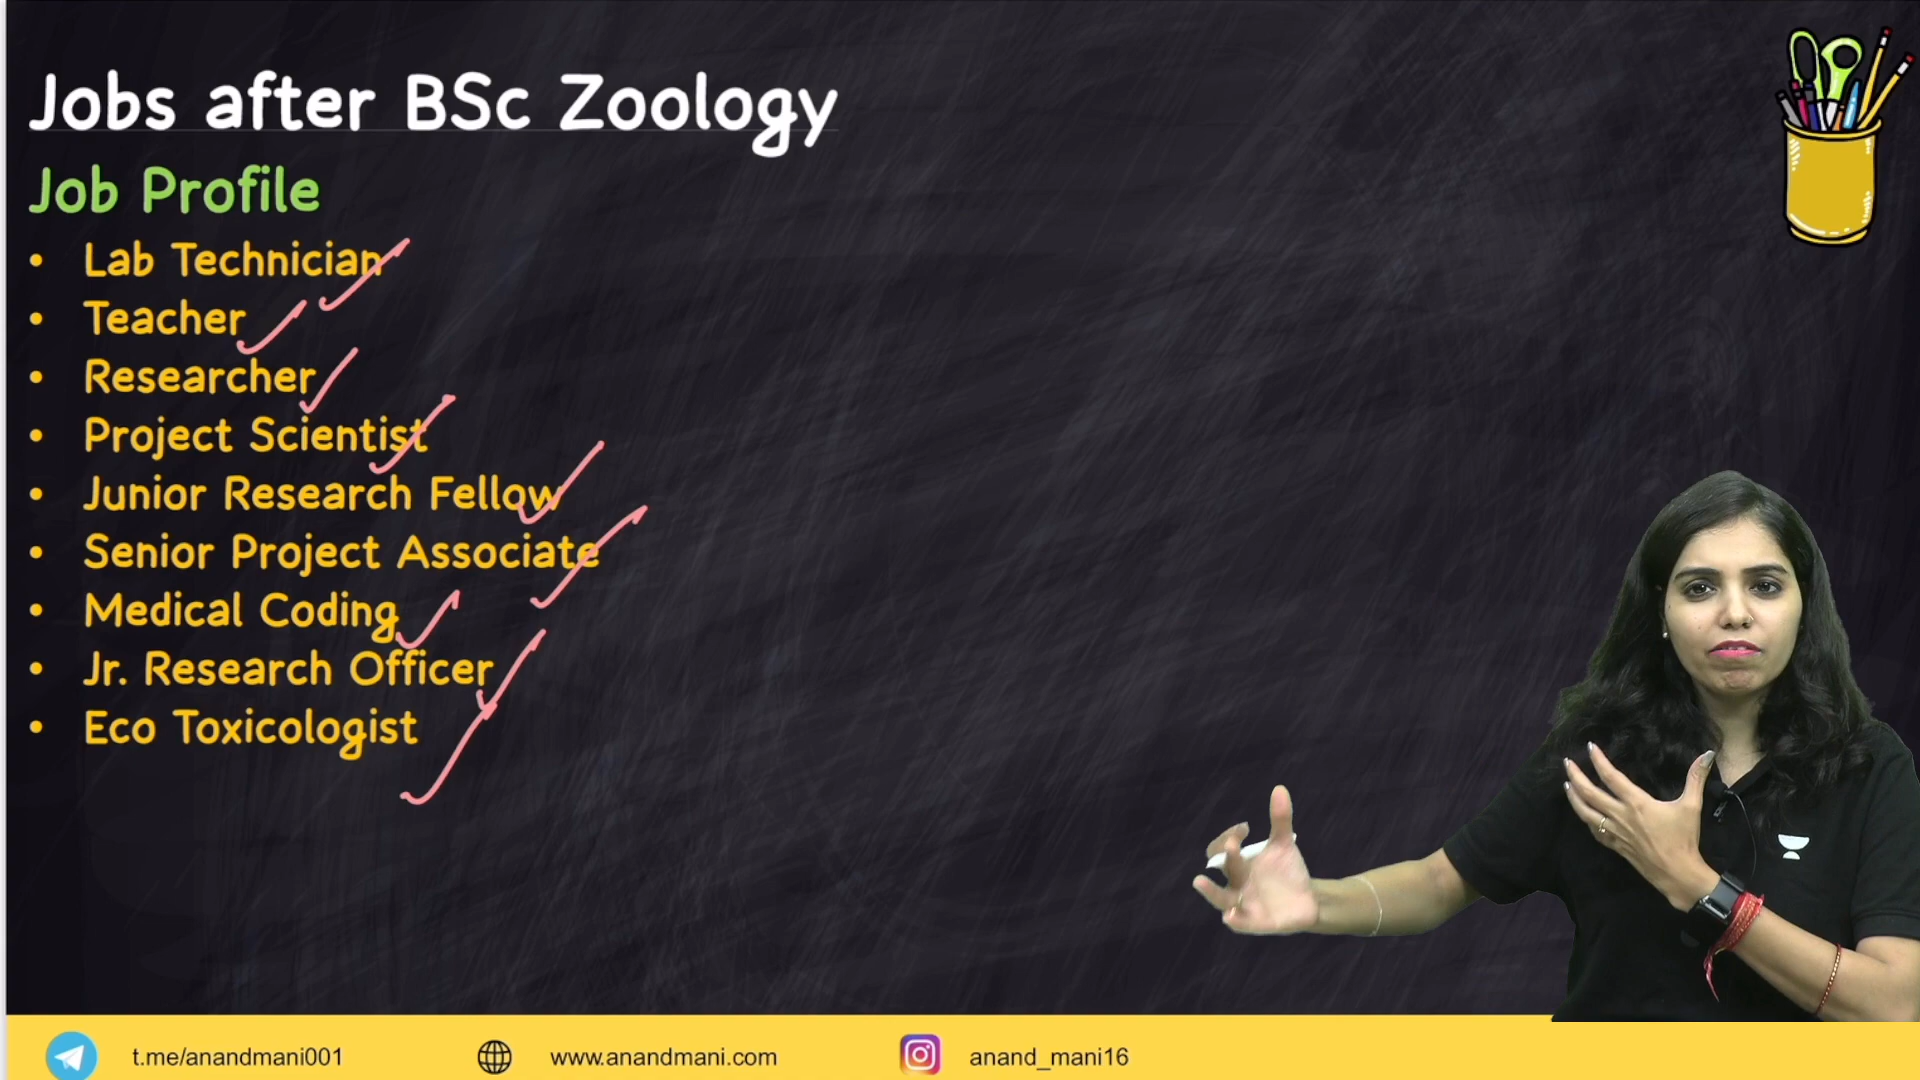 Jobs after BSc Zoology
Job Profile
• Lab Technician
• Teacher
• Researcher
• Project Scientist
• Junior Research Fellow
• Senior Project Associate
• Medical Coding
• Jr. Research Officer
• Eco Toxicologist
t.me/anandmani001 www.anandmani.com anand_mani16